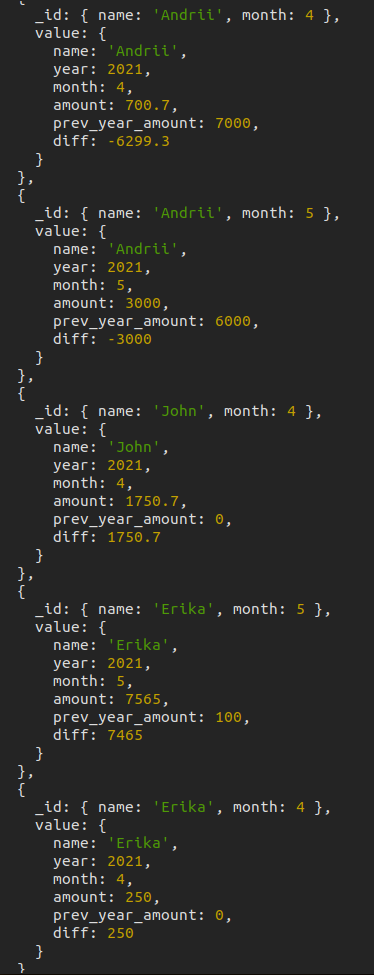 {
_id: { name: 'Andrii', month: 4 },
value: {
name: 'Andrii',
year: 2021,
month: 4,
amount: 700.7,
prev_year_amount: 7000,
diff: -6299.3
}
},
{
_id: { name: 'Andrii', month: 5 },
value: {
name: 'Andrii',
year: 2021,
month: 5,
amount: 3000,
prev_year_amount: 6000,
diff: -3000
}
},
{
_id: { name: 'John', month: 4 },
value: {
name: 'John',
year: 2021,
month: 4,
amount: 1750.7,
prev_year_amount: 0,
diff: 1750.7
}
},
{
_id: { name: 'Erika', month: 5 },
value: {
name: 'Erika',
year: 2021,
month: 5,
amount: 7565,
prev_year_amount: 100,
diff: 7465
}
},
{
_id: { name: 'Erika', month: 4 },
value: {
name: 'Erika',
year: 2021,
month: 4,
amount: 250,
prev_year_amount: 0,
diff: 250
}
}